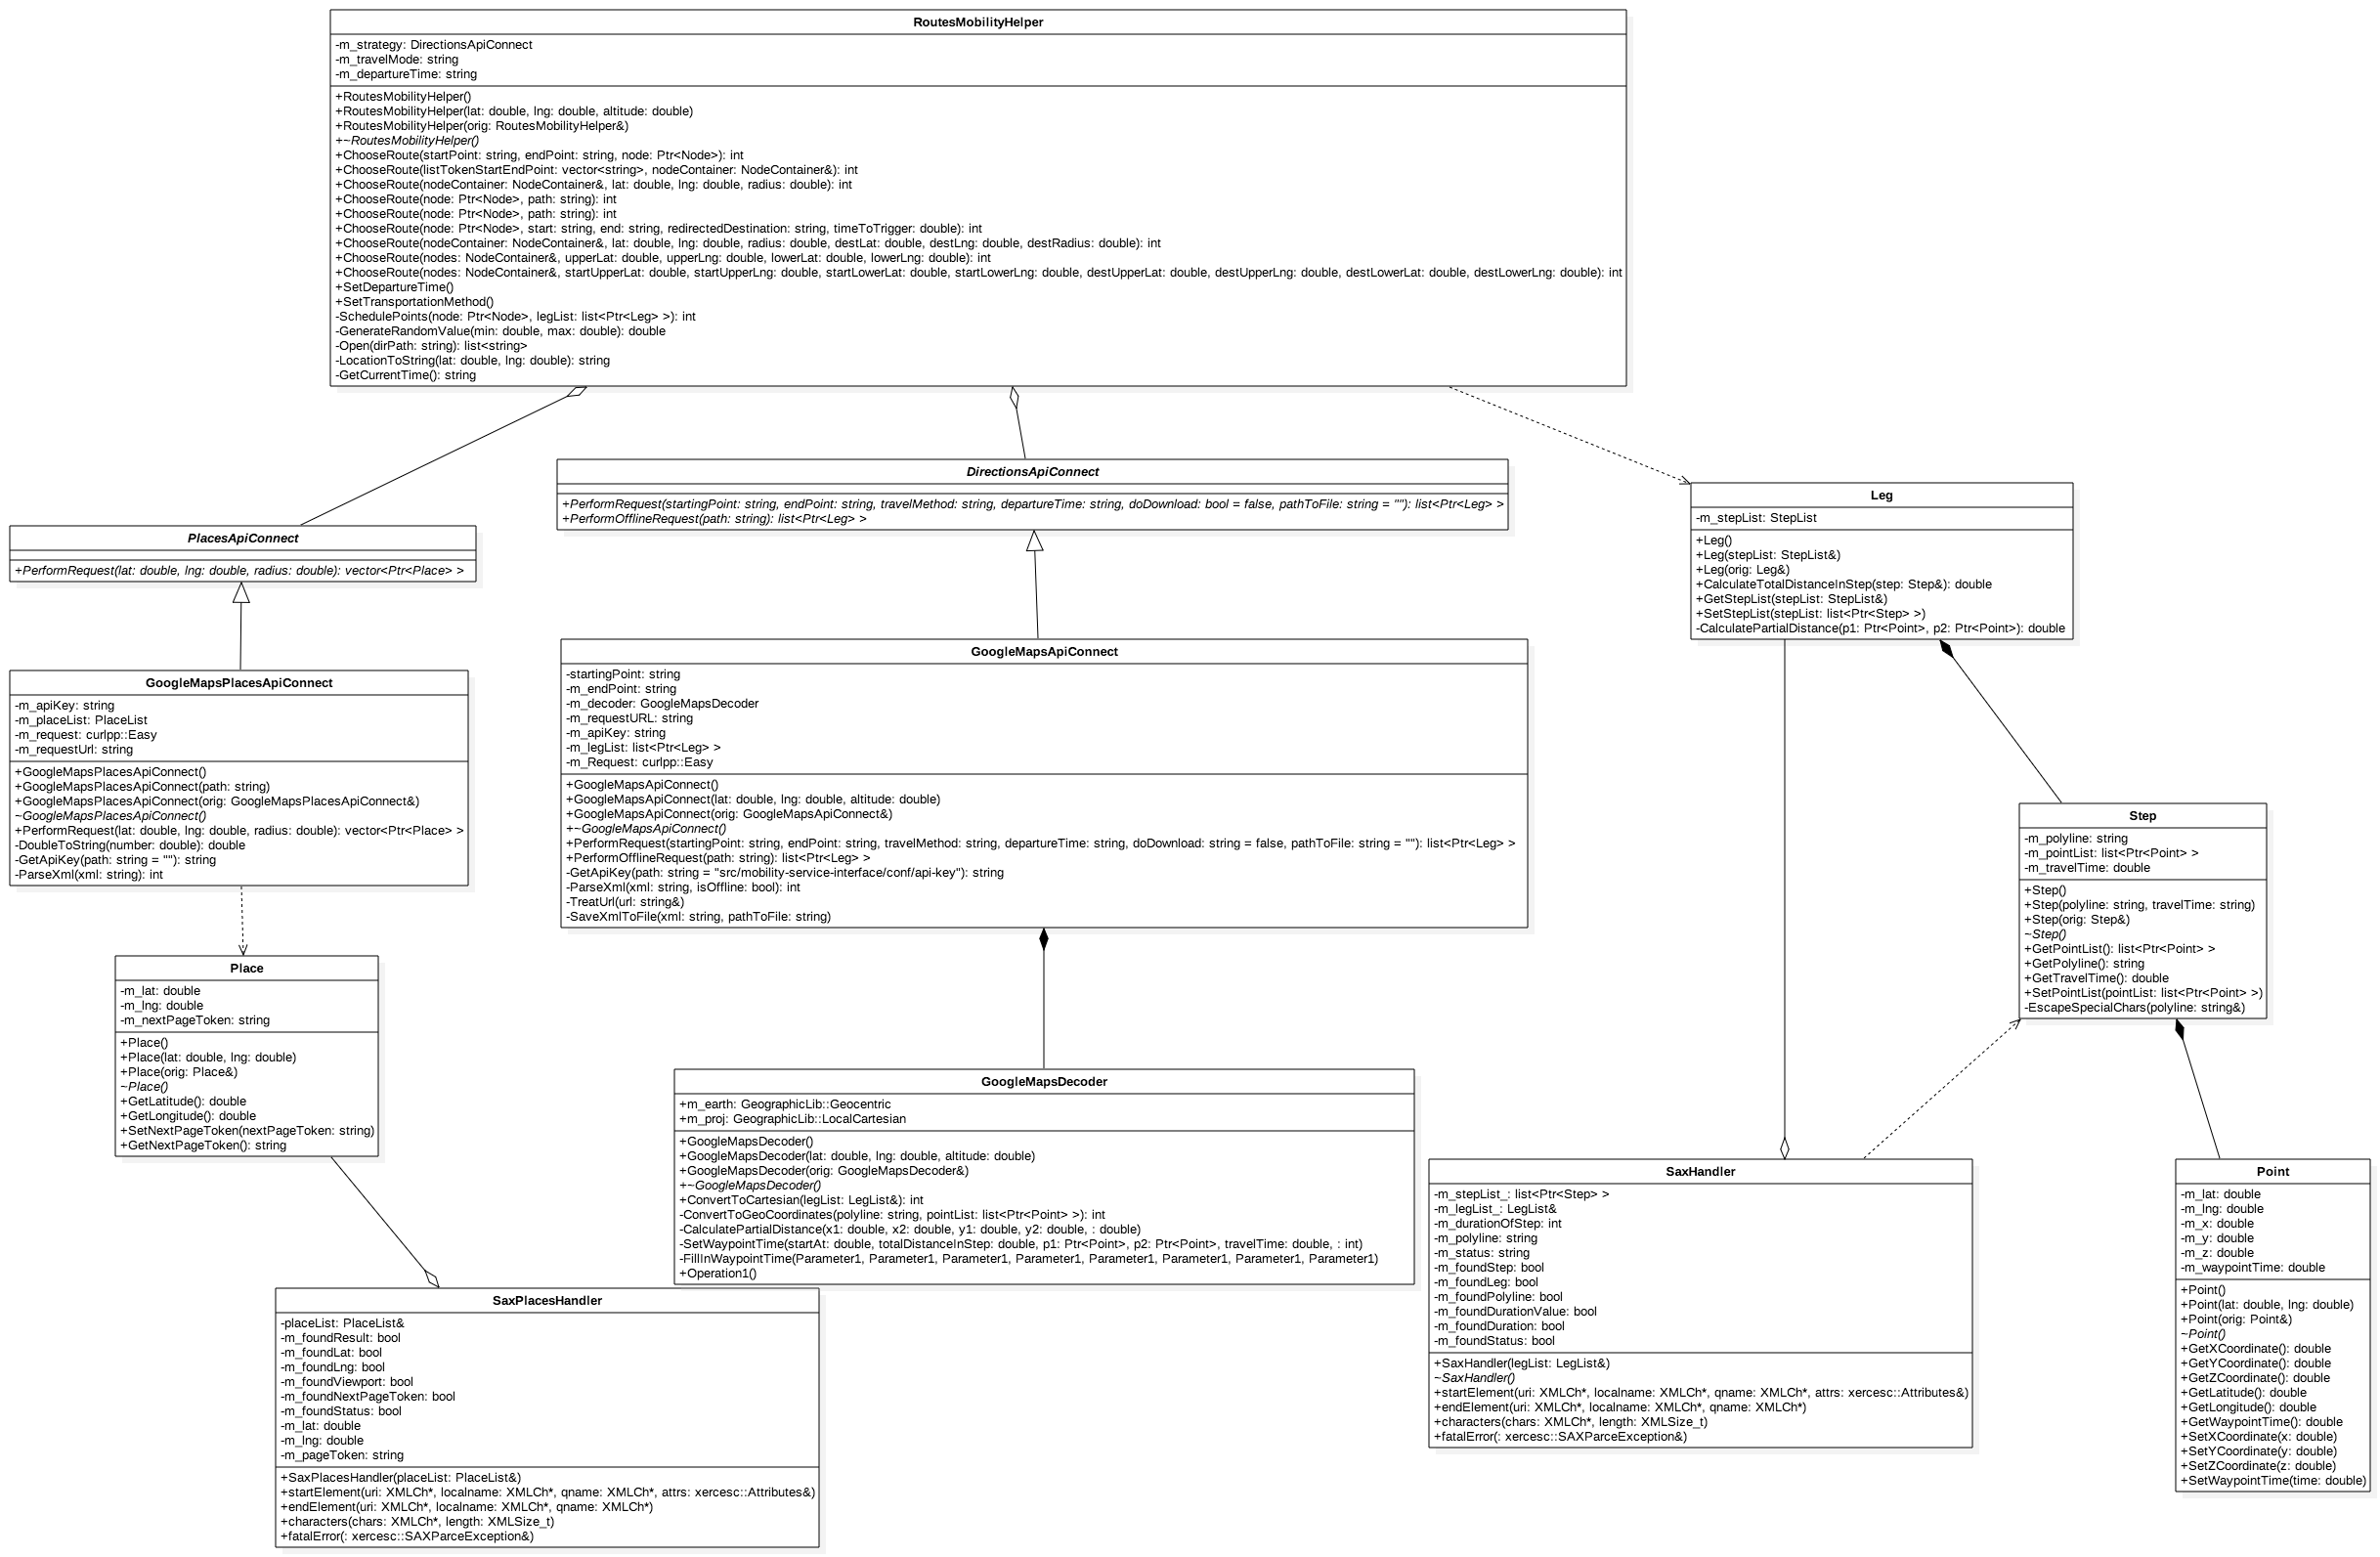 RoutesMobilityHelper
-m_strategy: DirectionsApiConnect
-m_travelMode: string
-m_departureTime: string
+RoutesMobilityHelper()
+RoutesMobilityHelper(lat: double, lng: double, altitude: double)
+RoutesMobilityHelper(orig: RoutesMobilityHelper&)
+~RoutesMobilityHelper()
+ChooseRoute(startPoint: string, endPoint: string, node: Ptr<Node>): int
+ChooseRoute(listTokenStartEndPoint: vector<string>, nodeContainer: NodeContainer&): int
+ChooseRoute(nodeContainer: NodeContainer&, lat: double, lng: double, radius: double): int
+ChooseRoute(node: Ptr<Node>, path: string): int
+ChooseRoute(node: Ptr<Node>, path: string): int
+ChooseRoute(node: Ptr<Node>, start: string, end: string, redirectedDestination: string, timeToTrigger: double): int
+ChooseRoute(nodeContainer: NodeContainer&, lat: double, lng: double, radius: double, destLat: double, destLng: double, destRadius: double): int
+ChooseRoute(nodes: NodeContainer&, upperLat: double, upperLng: double, lowerLat: double, lowerLng: double): int
+ChooseRoute(nodes: NodeContainer&, startUpperLat: double, startUpperLng: double, startLowerLat: double, startLowerLng: double, destUpperLat: double, destUpperLng: double, destLowerLat: double, destLowerLng: double): int
+SetDepartureTime()
+SetTransportationMethod()
-SchedulePoints(node: Ptr<Node>, legList: list<Ptr<Leg> >): int
-GenerateRandomValue(min: double, max: double): double
-Open(dirPath: string): list<string>
-LocationToString(lat: double, lng: double): string
-GetCurrentTime(): string
DirectionsApiConnect
+PerformRequest(startingPoint: string, endPoint: string, travelMethod: string, departureTime: string, doDownload: bool = false, pathToFile: string = ""): list<Ptr<Leg> >
+PerformOfflineRequest(path: string): list<Ptr<Leg> >
Leg
-m_stepList: StepList
+Leg()
+Leg(stepList: StepList&)
+Leg(orig: Leg&)
+CalculateTotalDistanceInStep(step: Step&): double
+GetStepList(stepList: StepList&)
+SetStepList(stepList: list<Ptr<Step> >)
-CalculatePartialDistance(p1: Ptr<Point>, p2: Ptr<Point>): double
PlacesApiConnect
+PerformRequest(lat: double, lng: double, radius: double): vector<Ptr<Place> >
GoogleMapsPlacesApiConnect
-m_apiKey: string
-m_placeList: PlaceList
-m_request: curlpp::Easy
-m_requestUrl: string
+GoogleMapsPlacesApiConnect()
+GoogleMapsPlacesApiConnect(path: string)
+GoogleMapsPlacesApiConnect(orig: GoogleMapsPlacesApiConnect&)
~GoogleMapsPlacesApiConnect()
+PerformRequest(lat: double, lng: double, radius: double): vector<Ptr<Place> >
-DoubleToString(number: double): double
-GetApiKey(path: string = ""): string
-ParseXml(xml: string): int
GoogleMapsApiConnect
-startingPoint: string
-m_endPoint: string
-m_decoder: GoogleMapsDecoder
-m_requestURL: string
-m_apiKey: string
-m_legList: list<Ptr<Leg> >
-m_Request: curlpp::Easy
+GoogleMapsApiConnect()
+GoogleMapsApiConnect(lat: double, lng: double, altitude: double)
+GoogleMapsApiConnect(orig: GoogleMapsApiConnect&)
+~GoogleMapsApiConnect()
+PerformRequest(startingPoint: string, endPoint: string, travelMethod: string, departureTime: string, doDownload: string = false, pathToFile: string = ""): list<Ptr<Leg> >
+PerformOfflineRequest(path: string): list<Ptr<Leg> >
-GetApiKey(path: string = "src/mobility-service-interface/conf/api-key"): string
-ParseXml(xml: string, isOffline: bool): int
-TreatUrl(url: string&)
-SaveXmlToFile(xml: string, pathToFile: string)
Step
-m_polyline: string
-m_pointList: list<Ptr<Point> >
-m_travelTime: double
+Step()
+Step(polyline: string, travelTime: string)
+Step(orig: Step&)
~Step()
+GetPointList(): list<Ptr<Point> >
+GetPolyline(): string
+GetTravelTime(): double
+SetPointList(pointList: list<Ptr<Point> >)
-EscapeSpecialChars(polyline: string&)
Place
-m_lat: double
-m_lng: double
-m_nextPageToken: string
+Place()
+Place(lat: double, lng: double)
+Place(orig: Place&)
~Place()
+GetLatitude(): double
+GetLongitude(): double
+SetNextPageToken(nextPageToken: string)
+GetNextPageToken(): string
GoogleMapsDecoder
+m_earth: GeographicLib::Geocentric
+m_proj: GeographicLib::LocalCartesian
+GoogleMapsDecoder()
+GoogleMapsDecoder(lat: double, lng: double, altitude: double)
+GoogleMapsDecoder(orig: GoogleMapsDecoder&)
+~GoogleMapsDecoder()
+ConvertToCartesian(legList: LegList&): int
-ConvertToGeoCoordinates(polyline: string, pointList: list<Ptr<Point> >): int
-CalculatePartialDistance(x1: double, x2: double, y1: double, y2: double, : double)
-SetWaypointTime(startAt: double, totalDistanceInStep: double, p1: Ptr<Point>, p2: Ptr<Point>, travelTime: double, : int)
-FillInWaypointTime(Parameter1, Parameter1, Parameter1, Parameter1, Parameter1, Parameter1, Parameter1, Parameter1)
+Operation1()
SaxHandler
-m_stepList_: list<Ptr<Step> >
-m_legList_: LegList&
-m_durationOfStep: int
-m_polyline: string
-m_status: string
-m_foundStep: bool
-m_foundLeg: bool
-m_foundPolyline: bool
-m_foundDurationValue: bool
-m_foundDuration: bool
-m_foundStatus: bool
+SaxHandler(legList: LegList&)
~SaxHandler()
+startElement(uri: XMLCh*, localname: XMLCh*, qname: XMLCh*, attrs: xercesc::Attributes&)
+endElement(uri: XMLCh*, localname: XMLCh*, qname: XMLCh*)
+characters(chars: XMLCh*, length: XMLSize_t)
+fatalError(: xercesc::SAXParceException&)
Point
-m_lat: double
-m_lng: double
-m_x: double
-m_y: double
-m_z: double
-m_waypointTime: double
+Point()
+Point(lat: double, lng: double)
+Point(orig: Point&)
~Point()
+GetXCoordinate(): double
+GetYCoordinate(): double
+GetZCoordinate(): double
+GetLatitude(): double
+GetLongitude(): double
+GetWaypointTime(): double
+SetXCoordinate(x: double)
+SetYCoordinate(y: double)
+SetZCoordinate(z: double)
+SetWaypointTime(time: double)
SaxPlacesHandler
-placeList: PlaceList&
-m_foundResult: bool
-m_foundLat: bool
-m_foundLng: bool
-m_foundViewport: bool
-m_foundNextPageToken: bool
-m_foundStatus: bool
-m_lat: double
-m_lng: double
-m_pageToken: string
+SaxPlacesHandler(placeList: PlaceList&)
+startElement(uri: XMLCh*, localname: XMLCh*, qname: XMLCh*, attrs: xercesc::Attributes&)
+endElement(uri: XMLCh*, localname: XMLCh*, qname: XMLCh*)
+characters(chars: XMLCh*, length: XMLSize_t)
+fatalError(: xercesc::SAXParceException&)